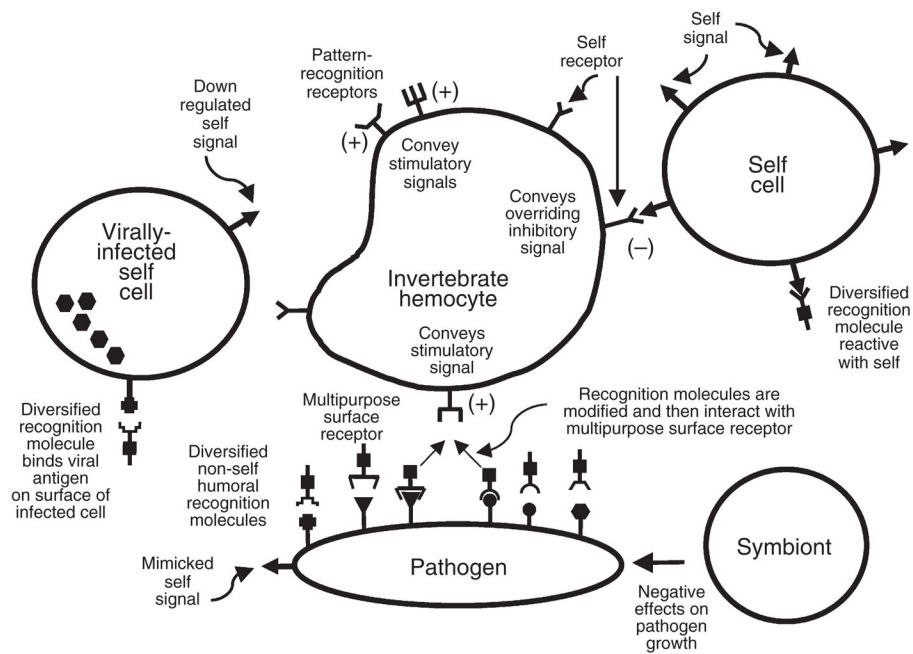 Self
signal
Pattern-
recognition
receptors
Self
receptor
Down
regulated
self
signal
(+)
(+)
Convey
stimulatory
signals
Self
cell
Conveys
overriding
inhibitory
signal
(−)
Virally-
infected
self
cell
Invertebrate
hemocyte
Diversified
recognition
molecule
reactive
with self
Conveys
stimulatory
signal
(+)
Diversified
recognition
molecule
binds viral
antigen
on surface of
infected cell
Multipurpose
surface
receptor
Recognition molecules are
modified and then interact with
multipurpose surface receptor
Diversified
non-self
humoral
recognition
molecules
Pathogen
Symbiont
Mimicked
self
signal
Negative
effects on
pathogen
growth